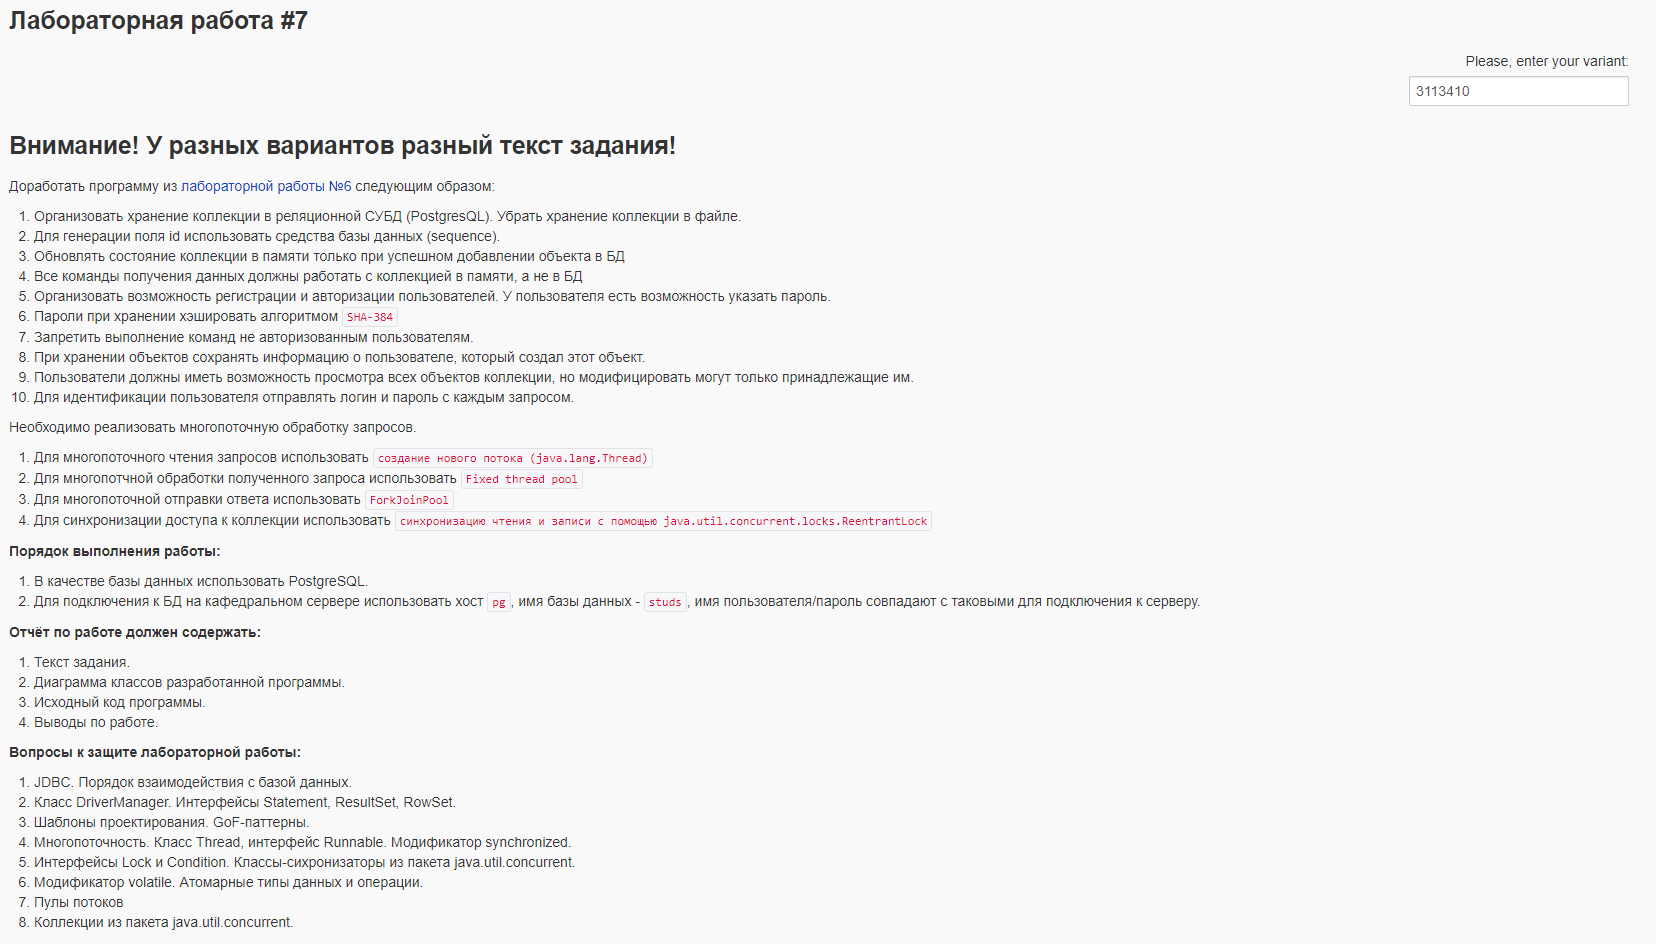 Лабораторная работа #7
Please, enter your variant:
3113410
Внимание! У разных вариантов разный текст задания!
Доработать программу из лабораторной работы №6 следующим образом:
1. Организовать хранение коллекции в реляционной СУБД (PostgresQL). Убрать хранение коллекции в файле.
2. Для генерации поля id использовать средства базы данных (sequence).
3. Обновлять состояние коллекции в памяти только при успешном добавлении объекта в БД
4. Все команды получения данных должны работать с коллекцией в памяти, а не в БД
5. Организовать возможность регистрации и авторизации пользователей. У пользователя есть возможность указать пароль.
6. Пароли при хранении хэшировать алгоритмом SHA-384
7. Запретить выполнение команд не авторизованным пользователям.
8. При хранении объектов сохранять информацию о пользователе, который создал этот объект.
9. Пользователи должны иметь возможность просмотра всех объектов коллекции, но модифицировать могут только принадлежащие им.
10. Для идентификации пользователя отправлять логин и пароль с каждым запросом.
Необходимо реализовать многопоточную обработку запросов.
1. Для многопоточного чтения запросов использовать создание нового потока (java.lang.Thread)
2. Для многопотчной обработки полученного запроса использовать Fixed thread pool
3. Для многопоточной отправки ответа использовать ForkJoinPool
4. Для синхронизации доступа к коллекции использовать синхронизацию чтения и записи с помощью java.util.concurrent.locks.ReentrantLock
Порядок выполнения работы:
1. В качестве базы данных использовать PostgreSQL.
2. Для подключения к БД на кафедральном сервере использовать хост pg, имя базы данных - studs, имя пользователя/пароль совпадают с таковыми для подключения к серверу.
Отчёт по работе должен содержать:
1. Текст задания.
2. Диаграмма классов разработанной программы.
3. Исходный код программы.
4. Выводы по работе.
Вопросы к защите лабораторной работы:
1. JDBC. Порядок взаимодействия с базой данных.
2. Класс DriverManager. Интерфейсы Statement, ResultSet, RowSet.
3. Шаблоны проектирования. GoF-паттерны.
4. Многопоточность. Класс Thread, интерфейс Runnable. Модификатор synchronized.
5. Интерфейсы Lock и Condition. Классы-сихронизаторы из пакета java.util.concurrent.
6. Модификатор volatile. Атомарные типы данных и операции.
7. Пулы потоков
8. Коллекции из пакета java.util.concurrent.